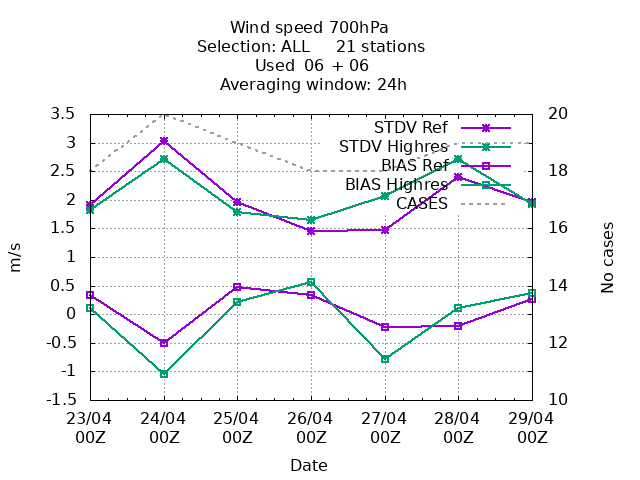 Wind speed 700hPa
Selection: ALL 21 stations
Used 06 + 06
Averaging window: 24h
3.5
3
2.5
2
1.5
1
0.5
0
-0.5
-1
-1.5
m/s
20
18
16
14
12
10
No cases
STDV Ref
STDV Highres
BIAS Ref
BIAS Highres
CASES
23/04 24/04 25/04 26/04 27/04 28/04 29/04
00Z 00Z 00Z 00Z 00Z 00Z 00Z
Date